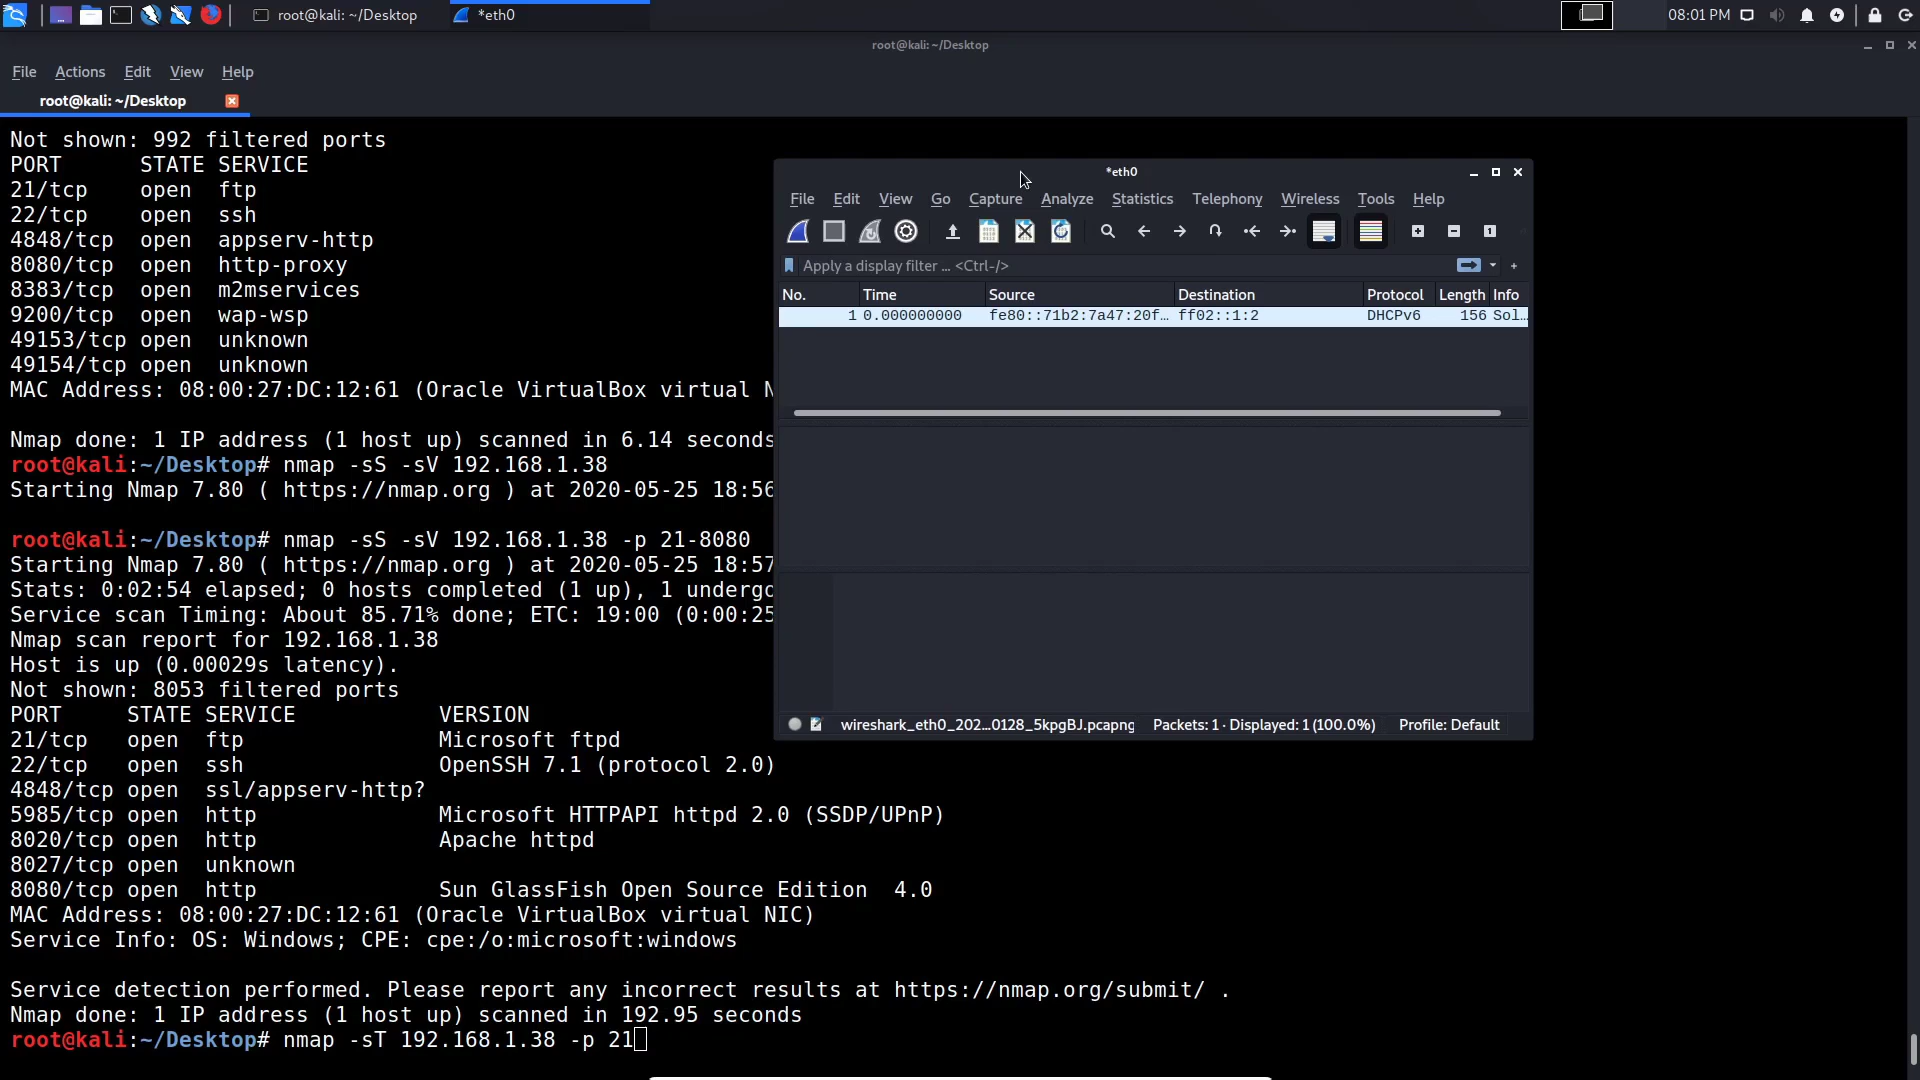 root@kali: ~/Desktop
*eth0
08:01 PM
root@kali: ~/Desktop
File Actions Edit View Help
root@kali: ~/Desktop
Not shown: 992 filtered ports
PORT STATE SERVICE
21/tcp open ftp
22/tcp open ssh
4848/tcp open appserv-http
8080/tcp open http-proxy
8383/tcp open m2mservices
9200/tcp open wap-wsp
49153/tcp open unknown
49154/tcp open unknown
MAC Address: 08:00:27:DC:12:61 (Oracle VirtualBox virtual N
Nmap done: 1 IP address (1 host up) scanned in 6.14 seconds
root@kali:~/Desktop# nmap -sS -sV 192.168.1.38
Starting Nmap 7.80 ( https://nmap.org ) at 2020-05-25 18:56
root@kali:~/Desktop# nmap -sS -sV 192.168.1.38 -p 21-8080
Starting Nmap 7.80 ( https://nmap.org ) at 2020-05-25 18:57
Stats: 0:02:54 elapsed; 0 hosts completed (1 up), 1 undergo
Service scan Timing: About 85.71% done; ETC: 19:00 (0:00:25
Nmap scan report for 192.168.1.38
Host is up (0.00029s latency).
Not shown: 8053 filtered ports
PORT STATE SERVICE VERSION
21/tcp open ftp Microsoft ftpd
22/tcp open ssh OpenSSH 7.1 (protocol 2.0)
4848/tcp open ssl/appserv-http?
5985/tcp open http Microsoft HTTPAPI httpd 2.0 (SSDP/UPnP)
8020/tcp open http Apache httpd
8027/tcp open unknown
8080/tcp open http Sun GlassFish Open Source Edition 4.0
MAC Address: 08:00:27:DC:12:61 (Oracle VirtualBox virtual NIC)
Service Info: OS: Windows; CPE: cpe:/o:microsoft:windows
Service detection performed. Please report any incorrect results at https://nmap.org/submit/ .
Nmap done: 1 IP address (1 host up) scanned in 192.95 seconds
root@kali:~/Desktop# nmap -sT 192.168.1.38 -p 21
*eth0
File Edit View Go Capture Analyze Statistics Telephony Wireless Tools Help
Apply a display filter ... <Ctrl-/>
No. Time Source Destination Protocol Length Info
1 0.000000000 fe80::71b2:7a47:20f… ff02::1:2 DHCPv6 156 Sol…
wireshark_eth0_202…0128_5kpgBJ.pcapng Packets: 1 · Displayed: 1 (100.0%) Profile: Default